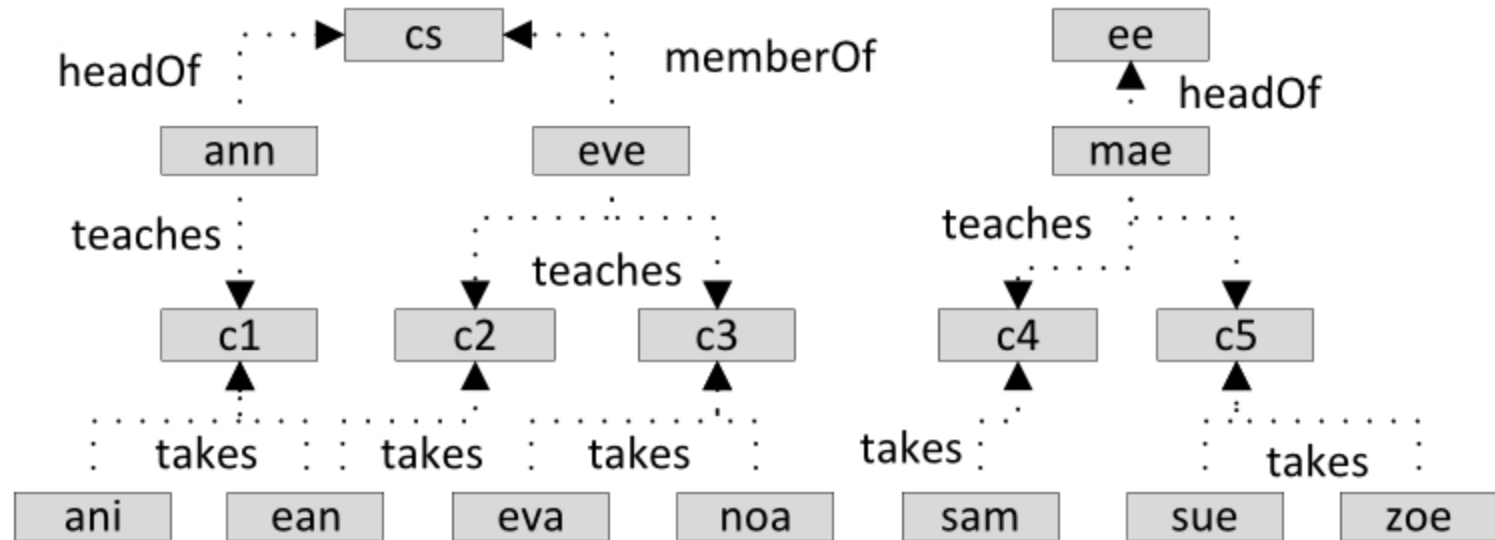 cs
ee
headOf
memberOf
headOf
ann
eve
mae
teaches
teaches
teaches
c1
c2
c3
c4
c5
takes
takes
takes
takes
takes
ani
ean
eva
noa
sam
sue
zoe